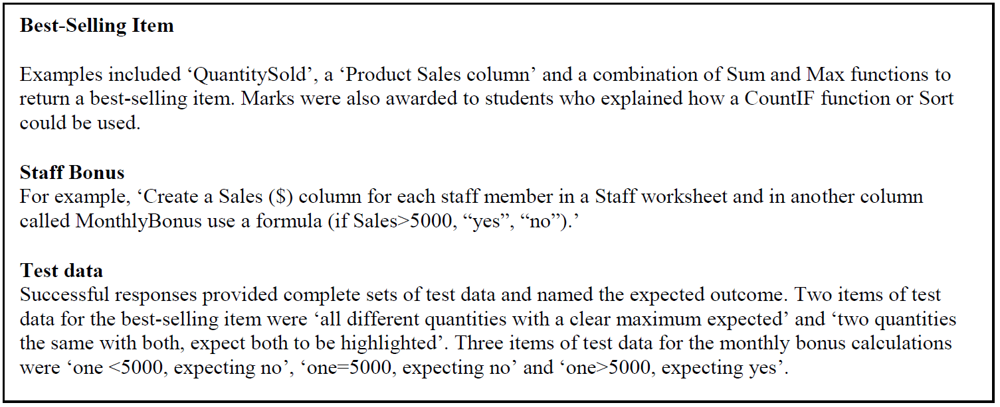 Best-Selling Item
Examples included ‘QuantitySold’, a ‘Product Sales column’ and a combination of Sum and Max functions to
return a best-selling item. Marks were also awarded to students who explained how a CountIF function or Sort
could be used.
Staff Bonus
For example, ‘Create a Sales ($) column for each staff member in a Staff worksheet and in another column
called MonthlyBonus use a formula (if Sales>5000, “yes”, “no”).’
Test data
Successful responses provided complete sets of test data and named the expected outcome. Two items of test
data for the best-selling item were ‘all different quantities with a clear maximum expected’ and ‘two quantities
the same with both, expect both to be highlighted’. Three items of test data for the monthly bonus calculations
were ‘one <5000, expecting no’, ‘one=5000, expecting no’ and ‘one>5000, expecting yes’.